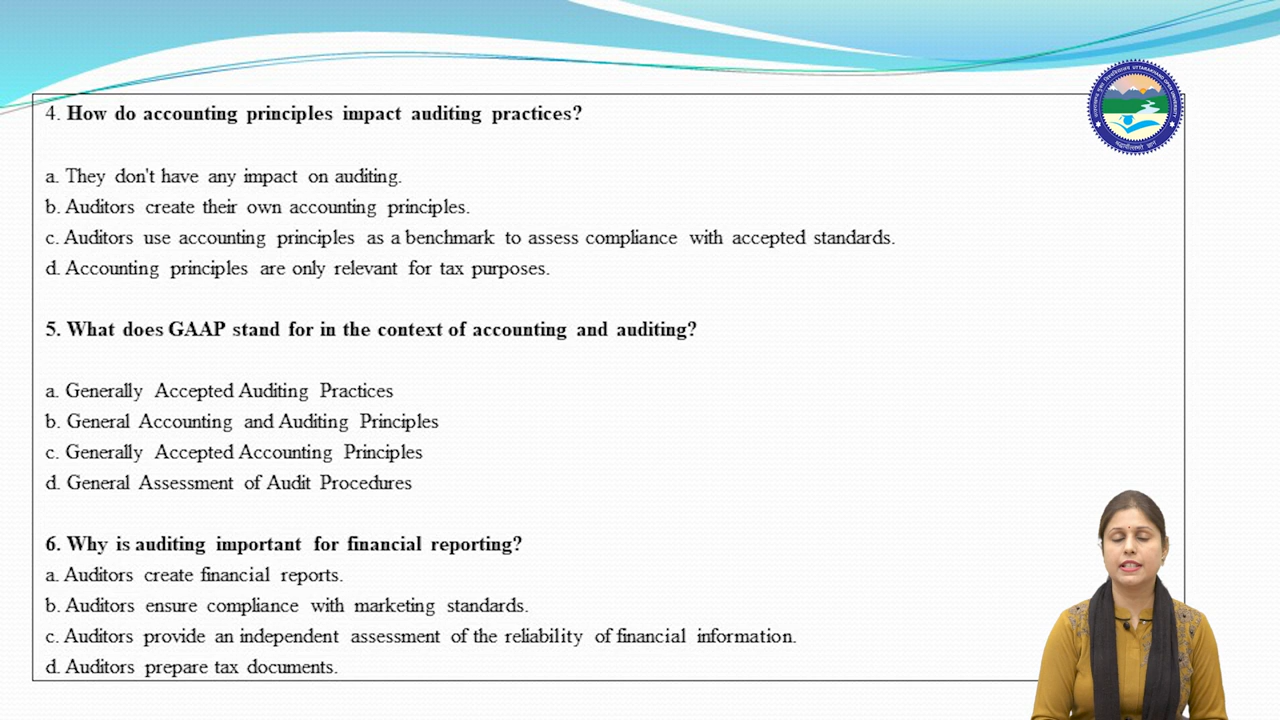 4. How do accounting principles impact auditing practices?
a. They don't have any impact on auditing.
b. Auditors create their own accounting principles.
c. Auditors use accounting principles as a benchmark to assess compliance with accepted standards.
d. Accounting principles are only relevant for tax purposes.
5. What does GAAP stand for in the context of accounting and auditing?
a. Generally Accepted Auditing Practices
b. General Accounting and Auditing Principles
c. Generally Accepted Accounting Principles
d. General Assessment of Audit Procedures
6. Why is auditing important for financial reporting?
a. Auditors create financial reports.
b. Auditors ensure compliance with marketing standards.
c. Auditors provide an independent assessment of the reliability of financial information.
d. Auditors prepare tax documents.
UTTARAKHAND OPEN UNIVERSITY